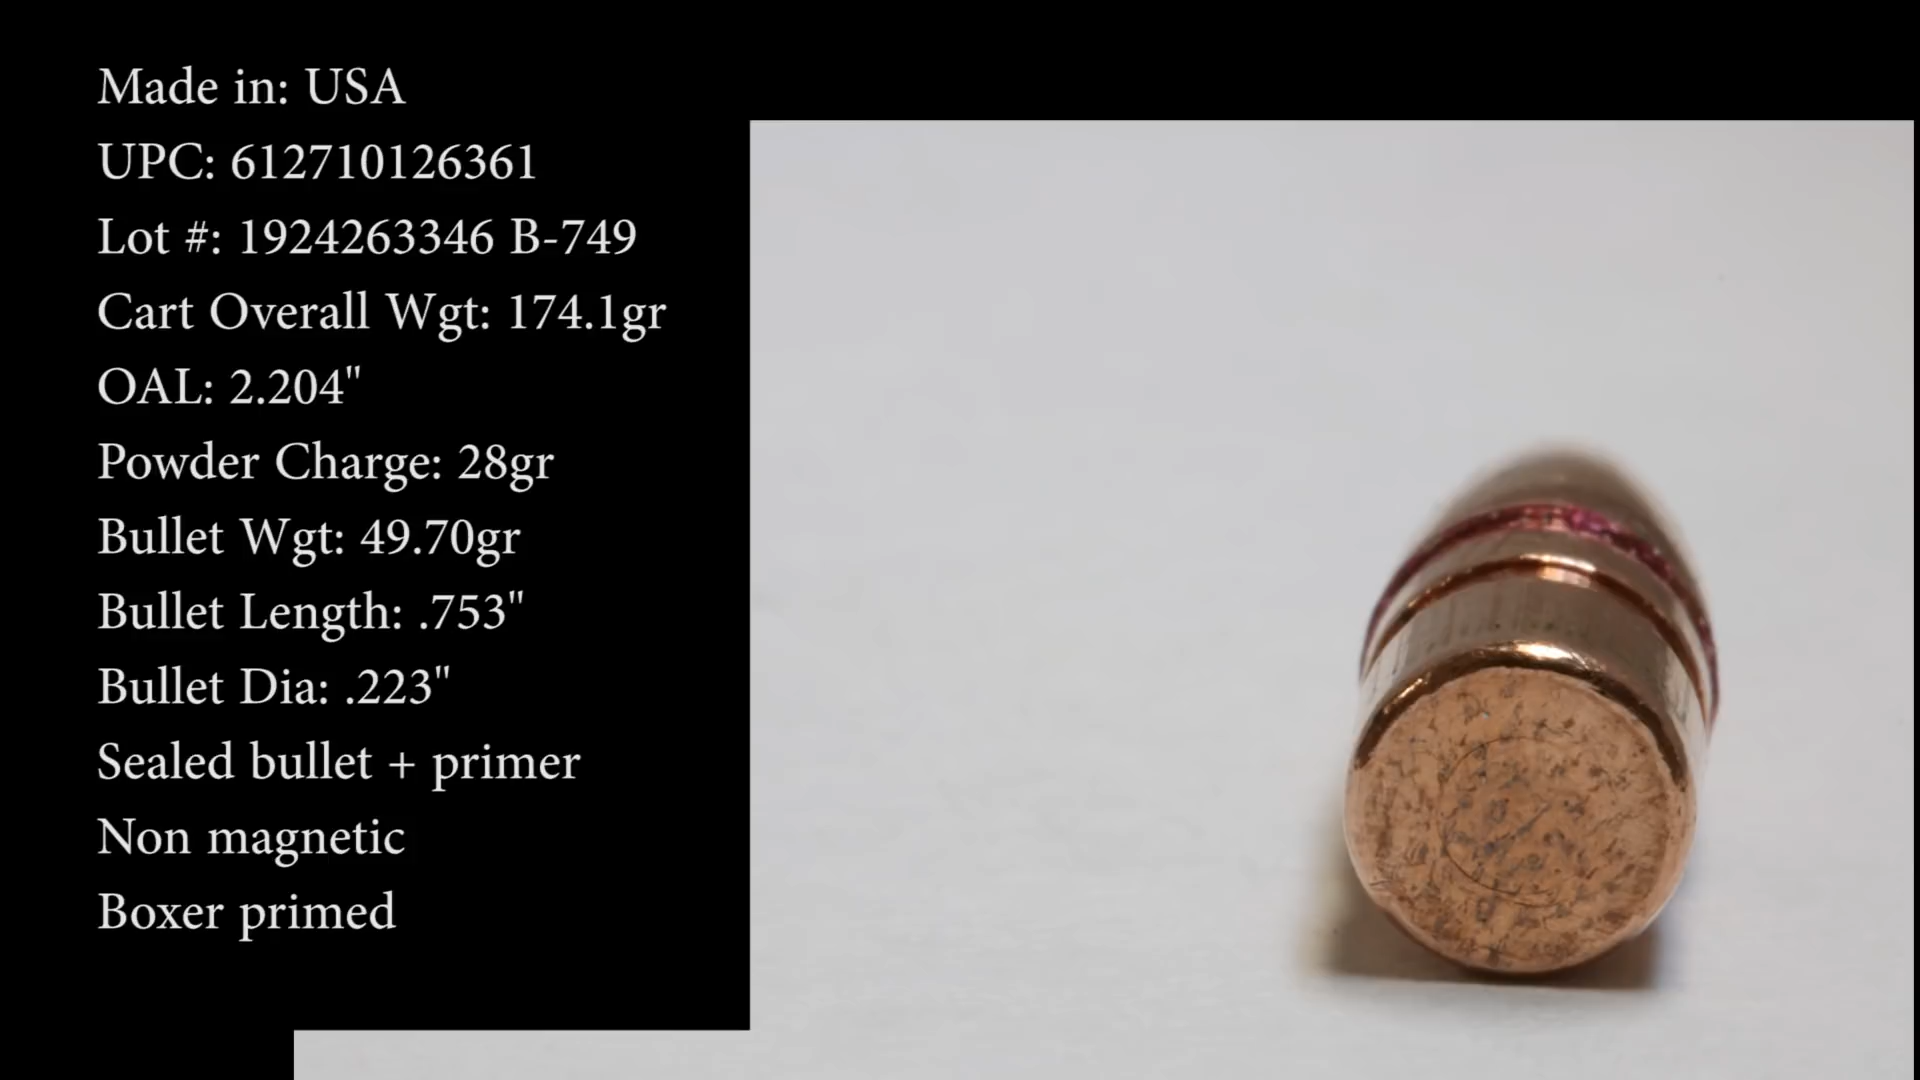 Made in: USA
UPC: 612710126361
Lot #: 1924263346 B-749
Cart Overall Wgt: 174.1gr
OAL: 2.204"
Powder Charge: 28gr
Bullet Wgt: 49.70gr
Bullet Length: .753"
Bullet Dia: .223"
Sealed bullet + primer
Non magnetic
Boxer primed